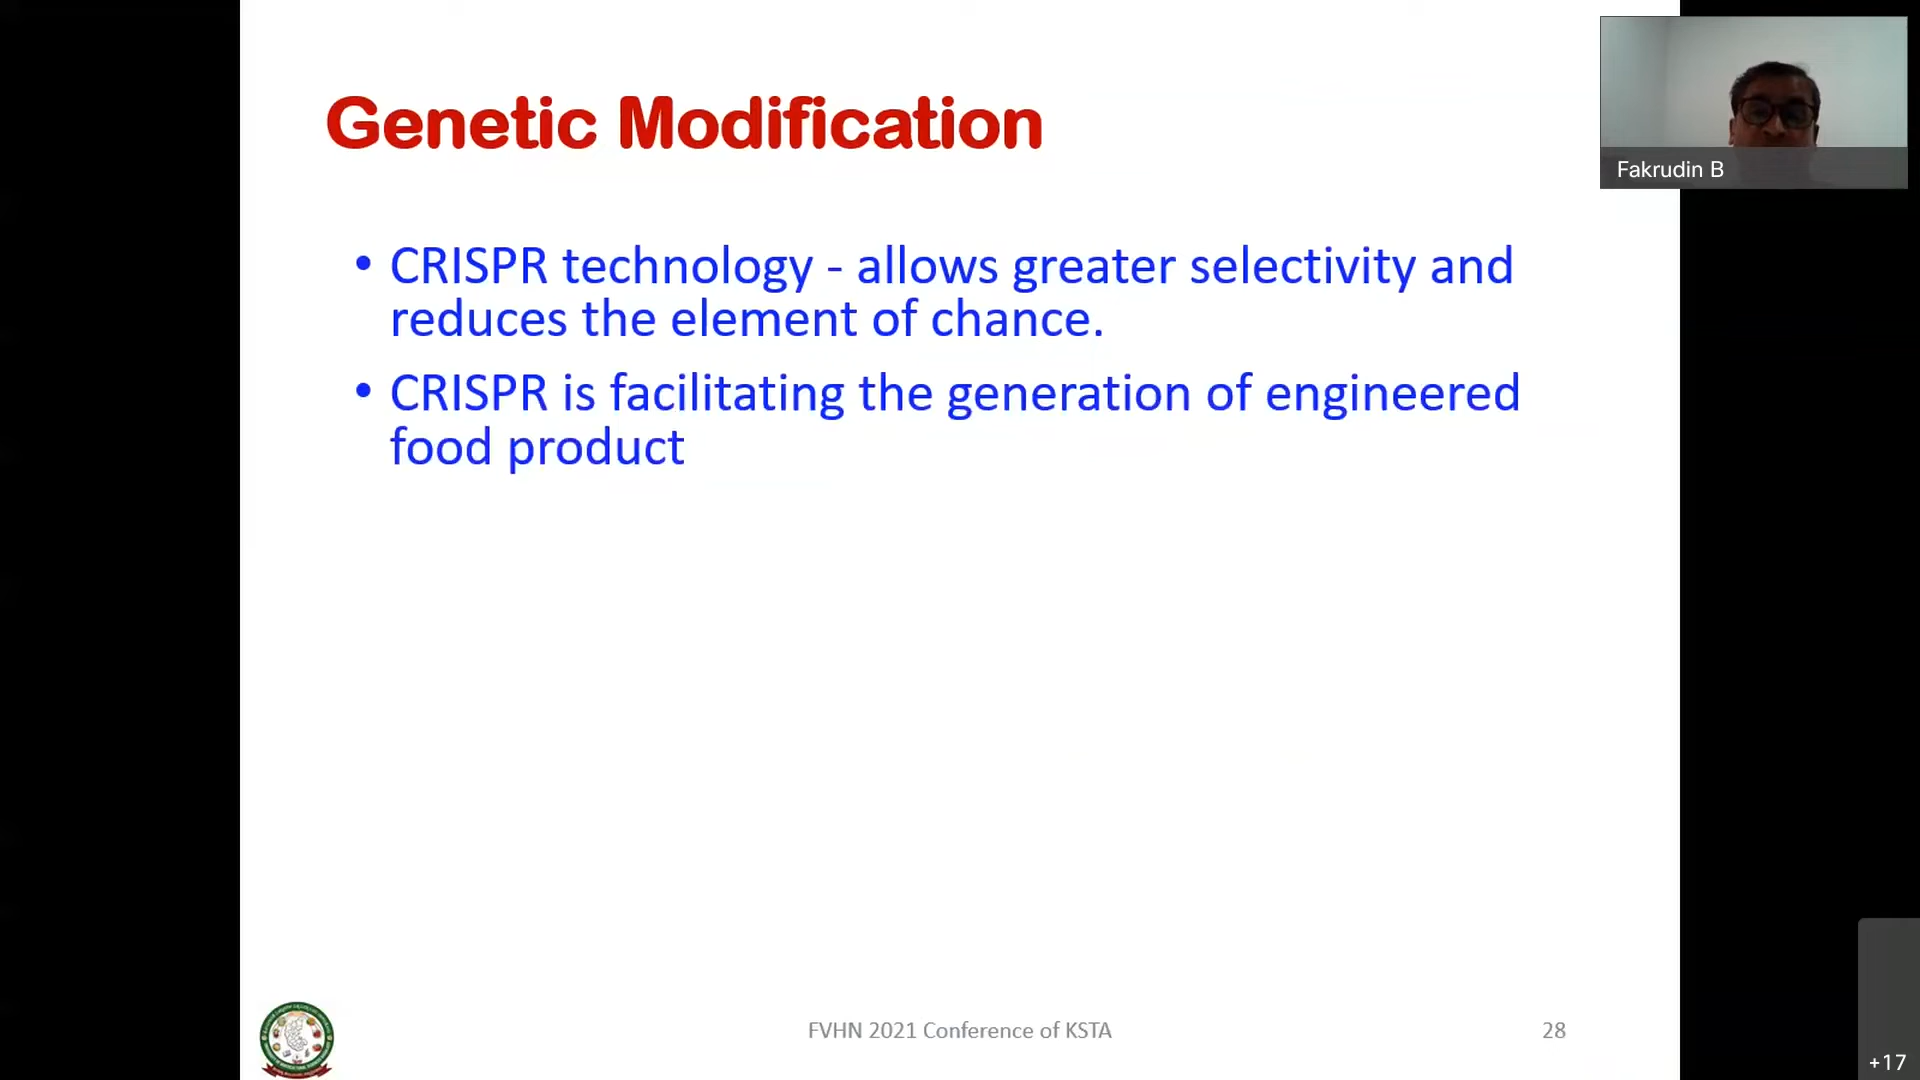 Genetic Modification
Fakrudin B
• CRISPR technology - allows greater selectivity and
reduces the element of chance.
• CRISPR is facilitating the generation of engineered
food product
FVHN 2021 Conference of KSTA
28
+17